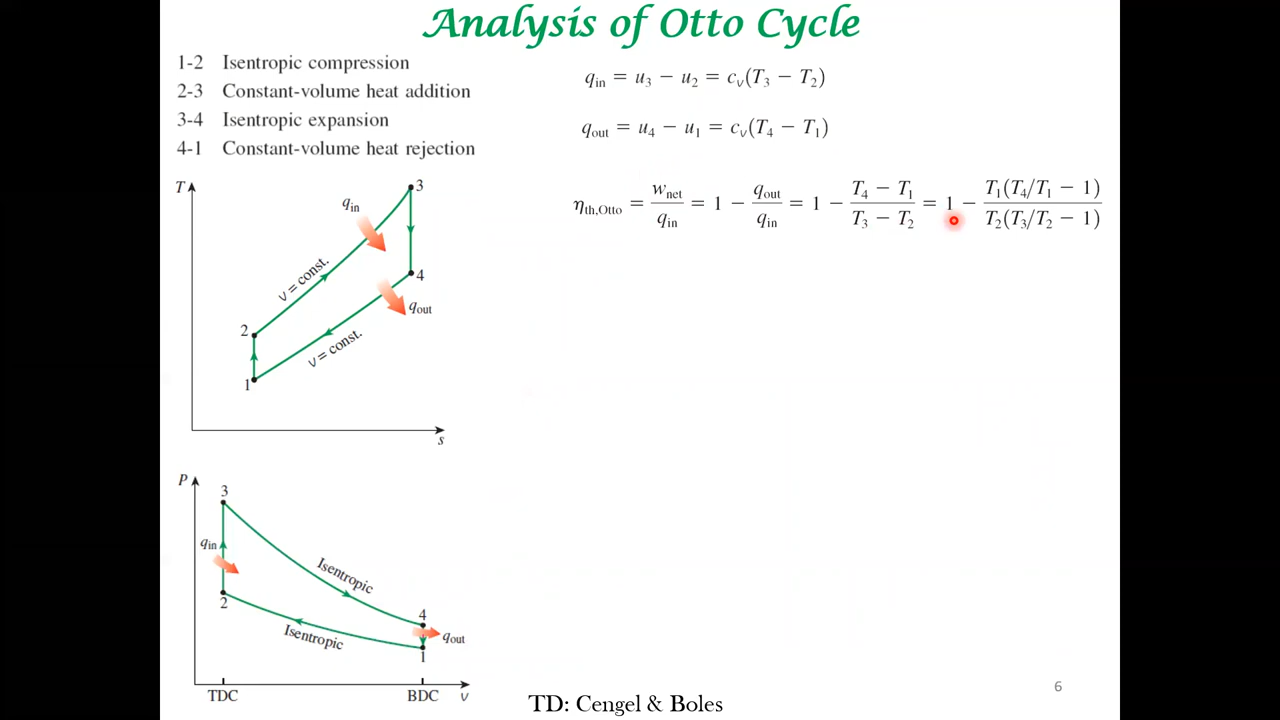 Analysis of Otto Cycle
1-2 Isentropic compression
2-3 Constant-volume heat addition
3-4 Isentropic expansion
4-1 Constant-volume heat rejection
q_in = u_3 − u_2 = c_v(T_3 − T_2)
q_out = u_4 − u_1 = c_v(T_4 − T_1)
η_th,Otto = w_net/q_in = 1 − q_out/q_in = 1 − (T_4 − T_1)/(T_3 − T_2) = 1 − T_1(T_4/T_1 − 1)/T_2(T_3/T_2 − 1)
T
3
q_in
v = const.
4
q_out
2
v = const.
1
s
P
3
q_in
Isentropic
2
4
q_out
Isentropic
1
TDC
BDC
v
TD: Cengel & Boles
6